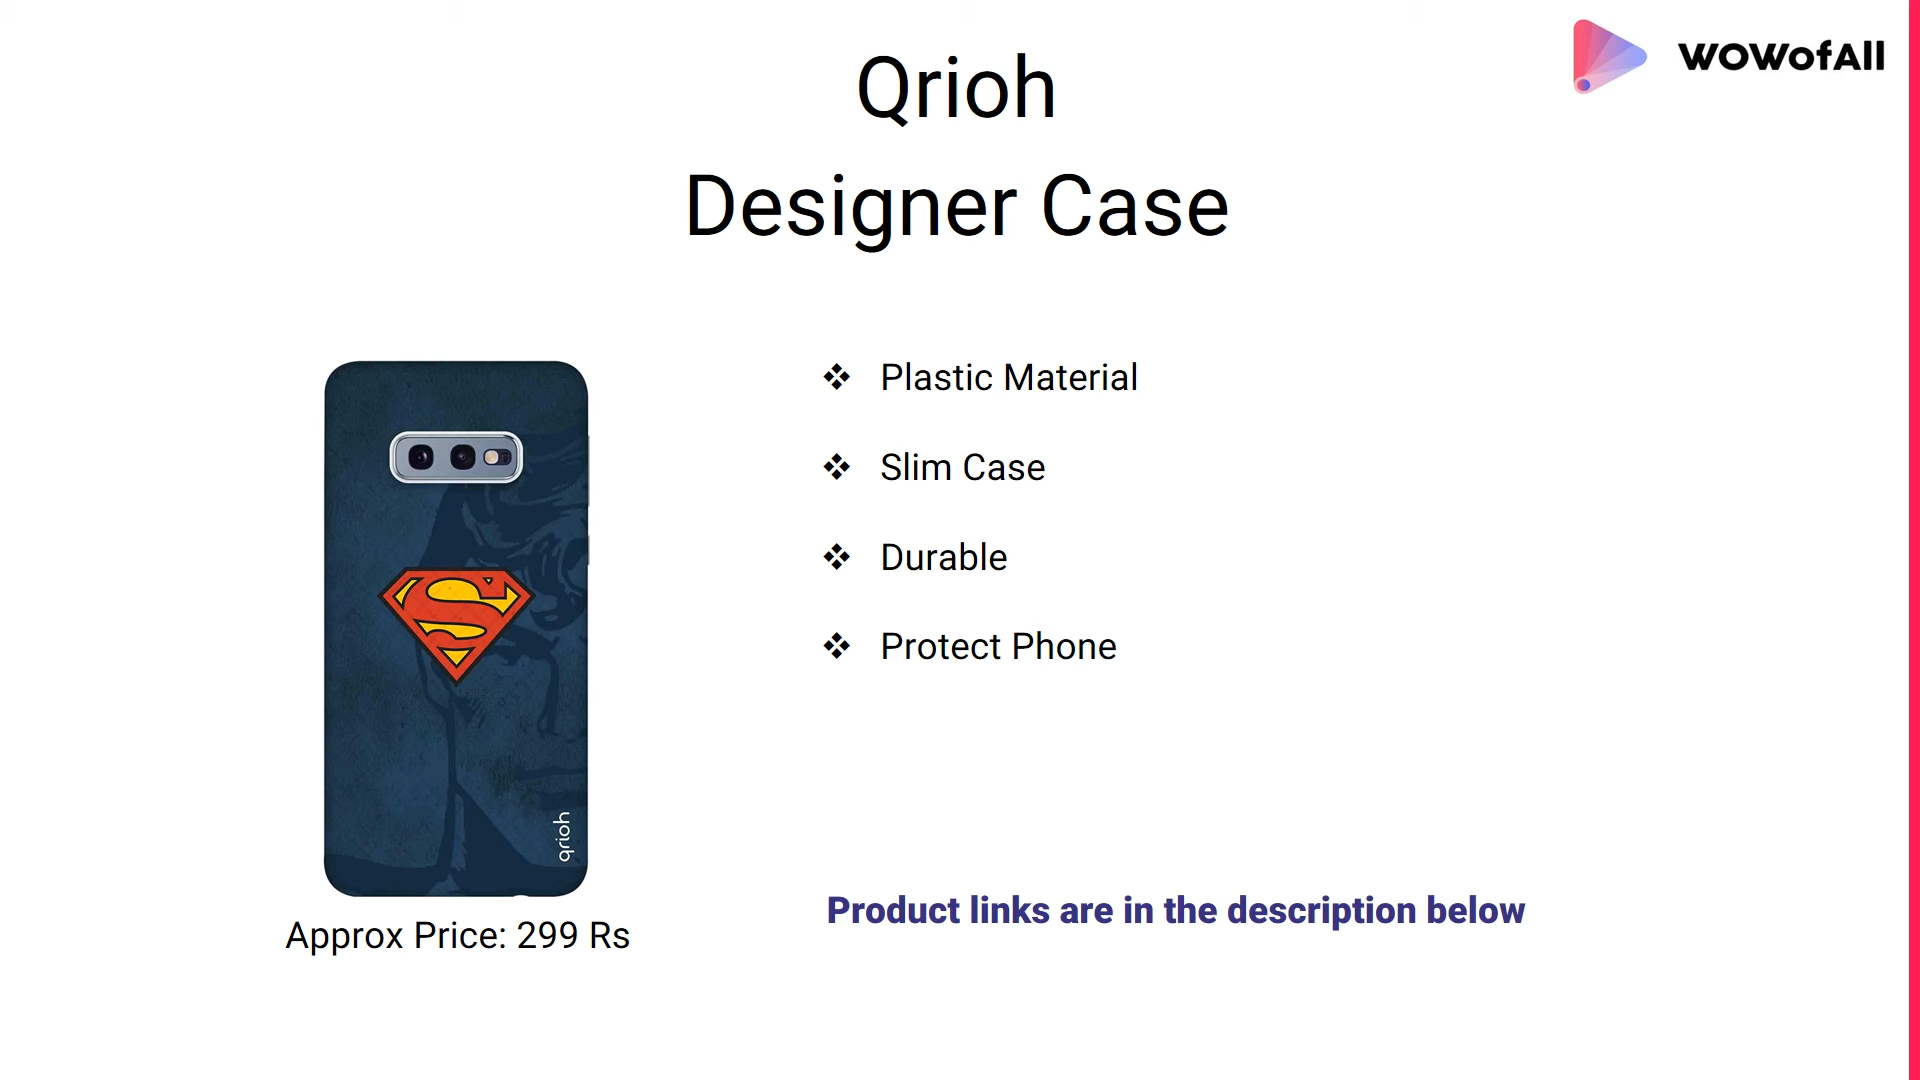 WOWofAll
Qrioh
Designer Case
❖ Plastic Material
❖ Slim Case
❖ Durable
❖ Protect Phone
S
qrioh
Approx Price: 299 Rs
Product links are in the description below